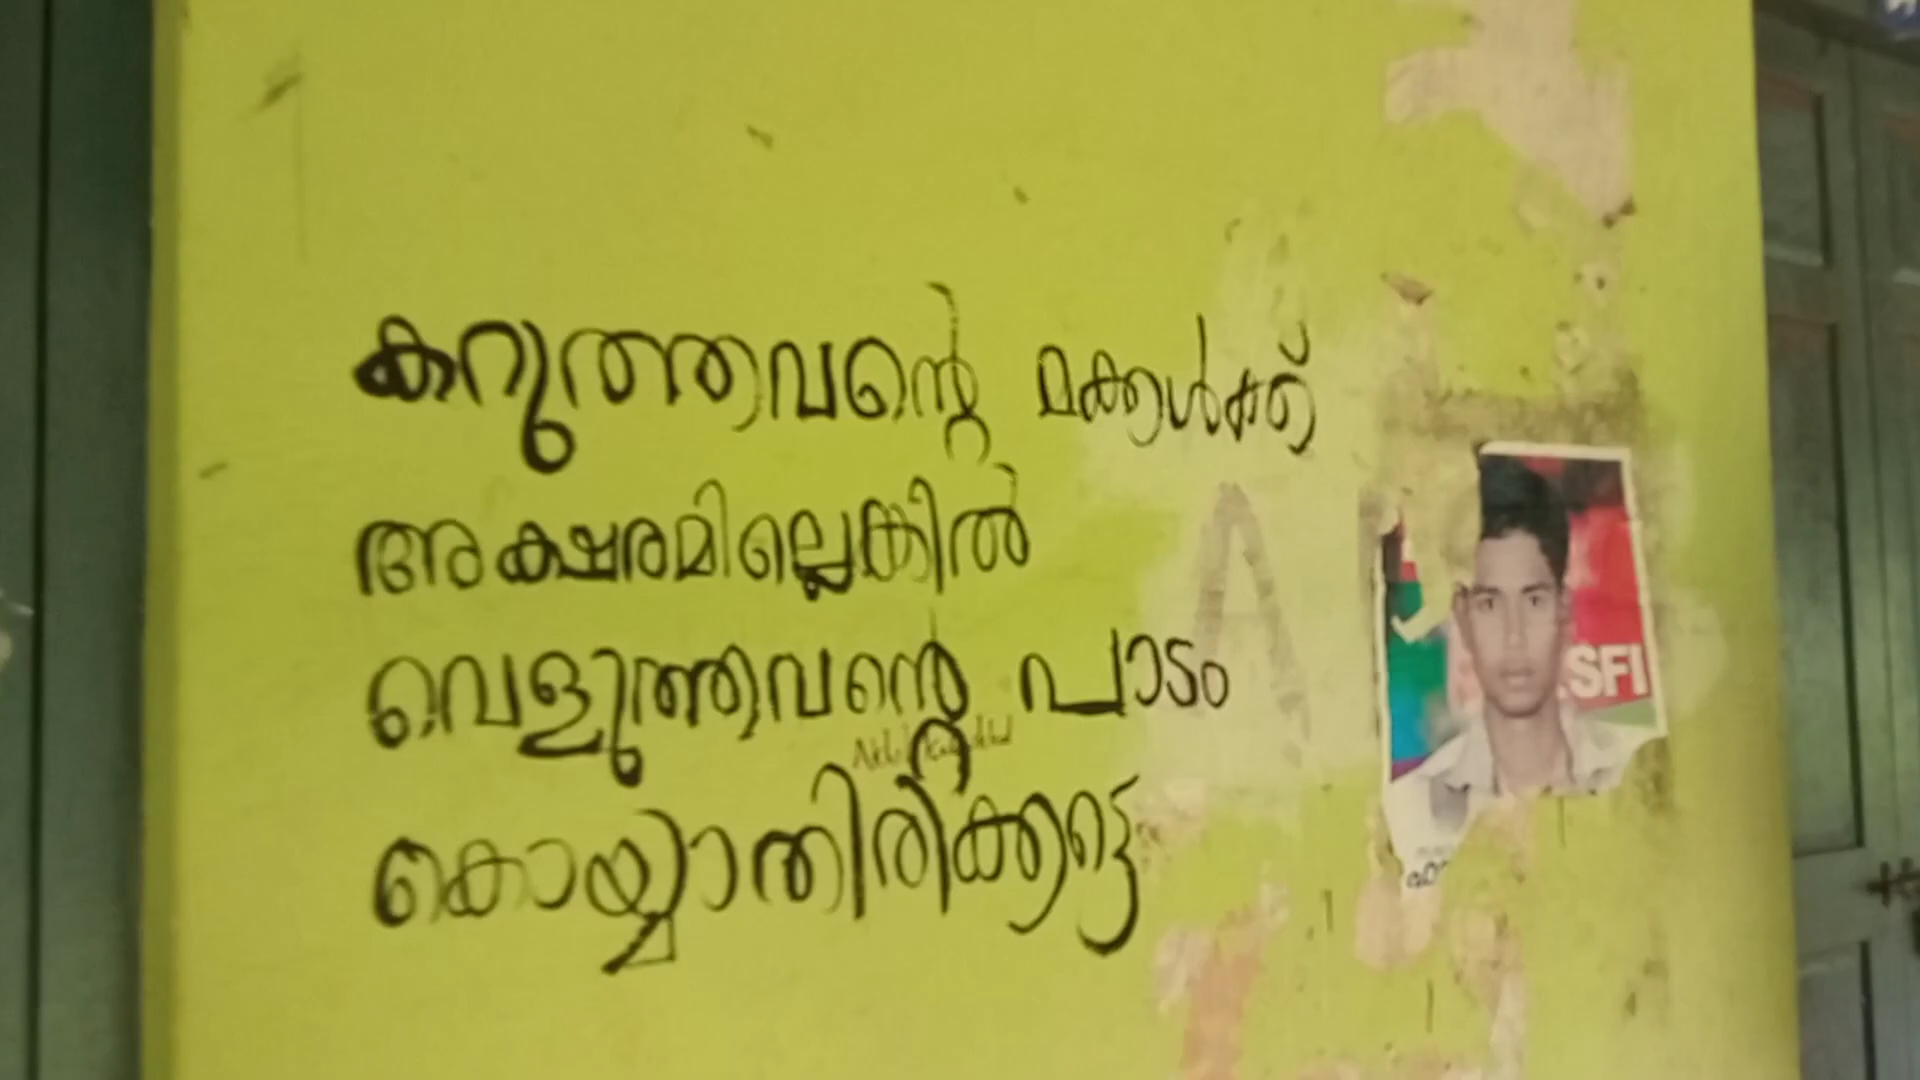 കറുത്തവന്റെ മക്കൾക്ക്
അക്ഷരമില്ലെങ്കിൽ
വെളുത്തവന്റെ പാടം
കൊയ്യാതിരിക്കട്ടെ
SFI